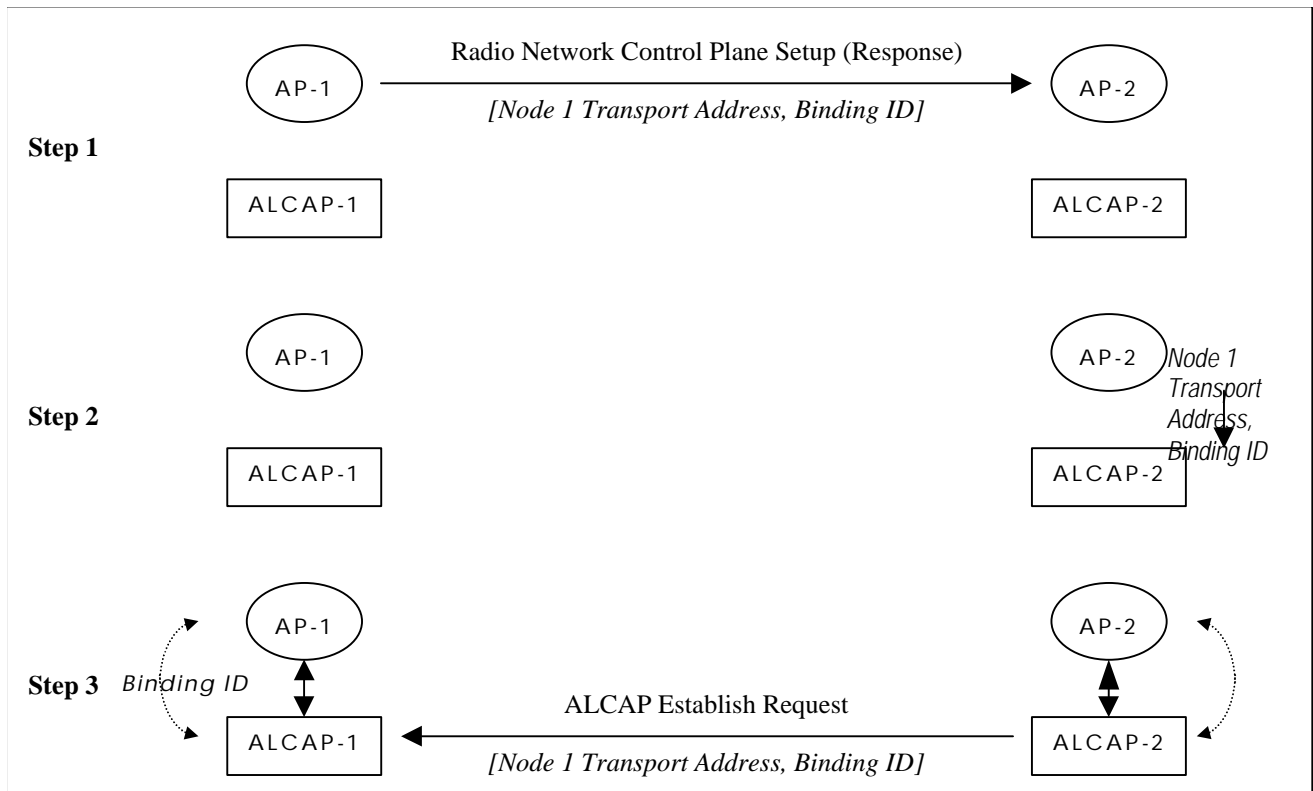 Radio Network Control Plane Setup (Response)
AP-1
AP-2
[Node 1 Transport Address, Binding ID]
Step 1
ALCAP-1
ALCAP-2
AP-1
AP-2
Node 1
Transport
Address,
Binding ID
Step 2
ALCAP-1
ALCAP-2
AP-1
AP-2
Step 3
Binding ID
ALCAP Establish Request
ALCAP-1
ALCAP-2
[Node 1 Transport Address, Binding ID]